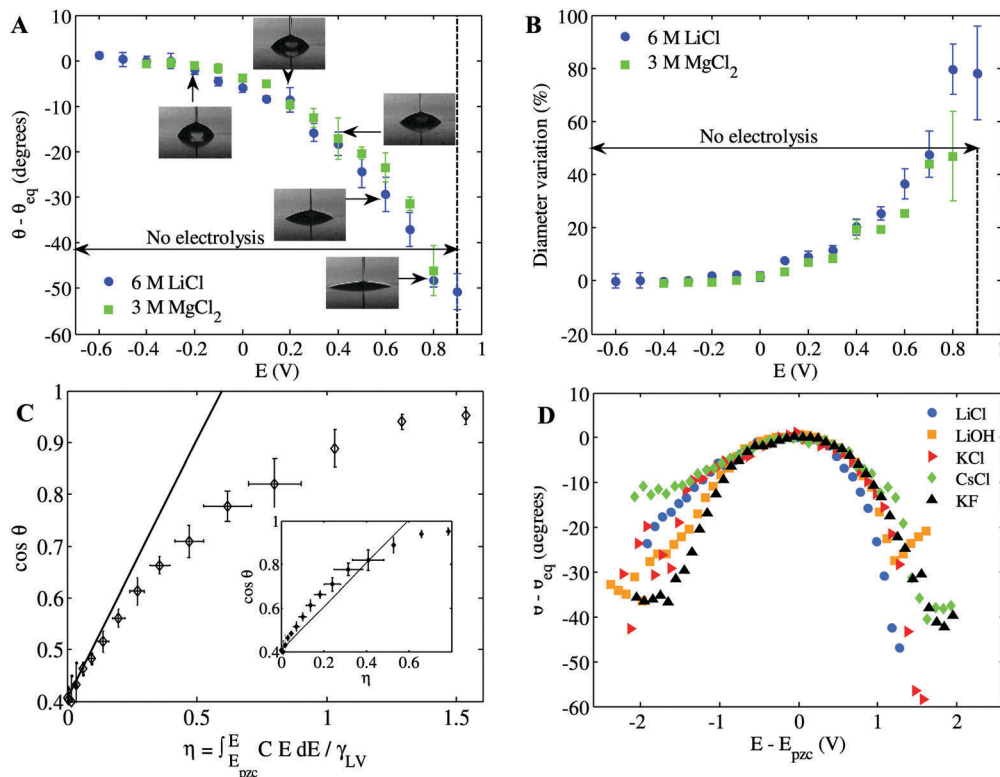 A
θ - θeq (degrees)
10
0
-10
-20
-30
-40
-50
-60
No electrolysis
6 M LiCl
3 M MgCl2
-0.6 -0.4 -0.2 0 0.2 0.4 0.6 0.8 1
E (V)
B
Diameter variation (%)
100
80
60
40
20
0
-20
6 M LiCl
3 M MgCl2
No electrolysis
-0.6 -0.4 -0.2 0 0.2 0.4 0.6 0.8 1
E (V)
C
cos θ
1
0.9
0.8
0.7
0.6
0.5
0.4
cos θ
1
0.8
0.6
0.4
0 0.2 0.4 0.6
η
0 0.5 1 1.5
η = ∫EpzcE C E dE / γLV
D
ʋ - ʋeq (degrees)
10
0
-10
-20
-30
-40
-50
-60
LiCl
LiOH
KCl
CsCl
KF
-2 -1 0 1 2
E - Epzc (V)